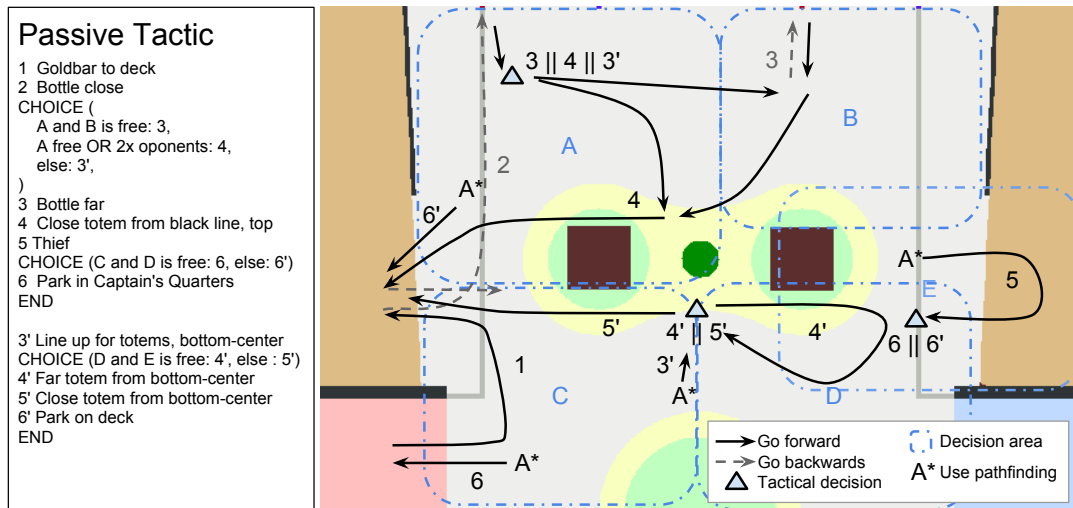 Passive Tactic
1 Goldbar to deck
2 Bottle close
CHOICE (
A and B is free: 3,
A free OR 2x oponents: 4,
else: 3',
)
3 Bottle far
4 Close totem from black line, top
5 Thief
CHOICE (C and D is free: 6, else: 6')
6 Park in Captain's Quarters
END
3' Line up for totems, bottom-center
CHOICE (D and E is free: 4', else : 5')
4' Far totem from bottom-center
5' Close totem from bottom-center
6' Park on deck
END
3 || 4 || 3'
3
A
B
2
A*
6'
4
A*
5
E
5'
4' || 5'
4'
6 || 6'
1
3'
A*
C
D
A*
6
Go forward
Go backwards
Tactical decision
Decision area
A* Use pathfinding